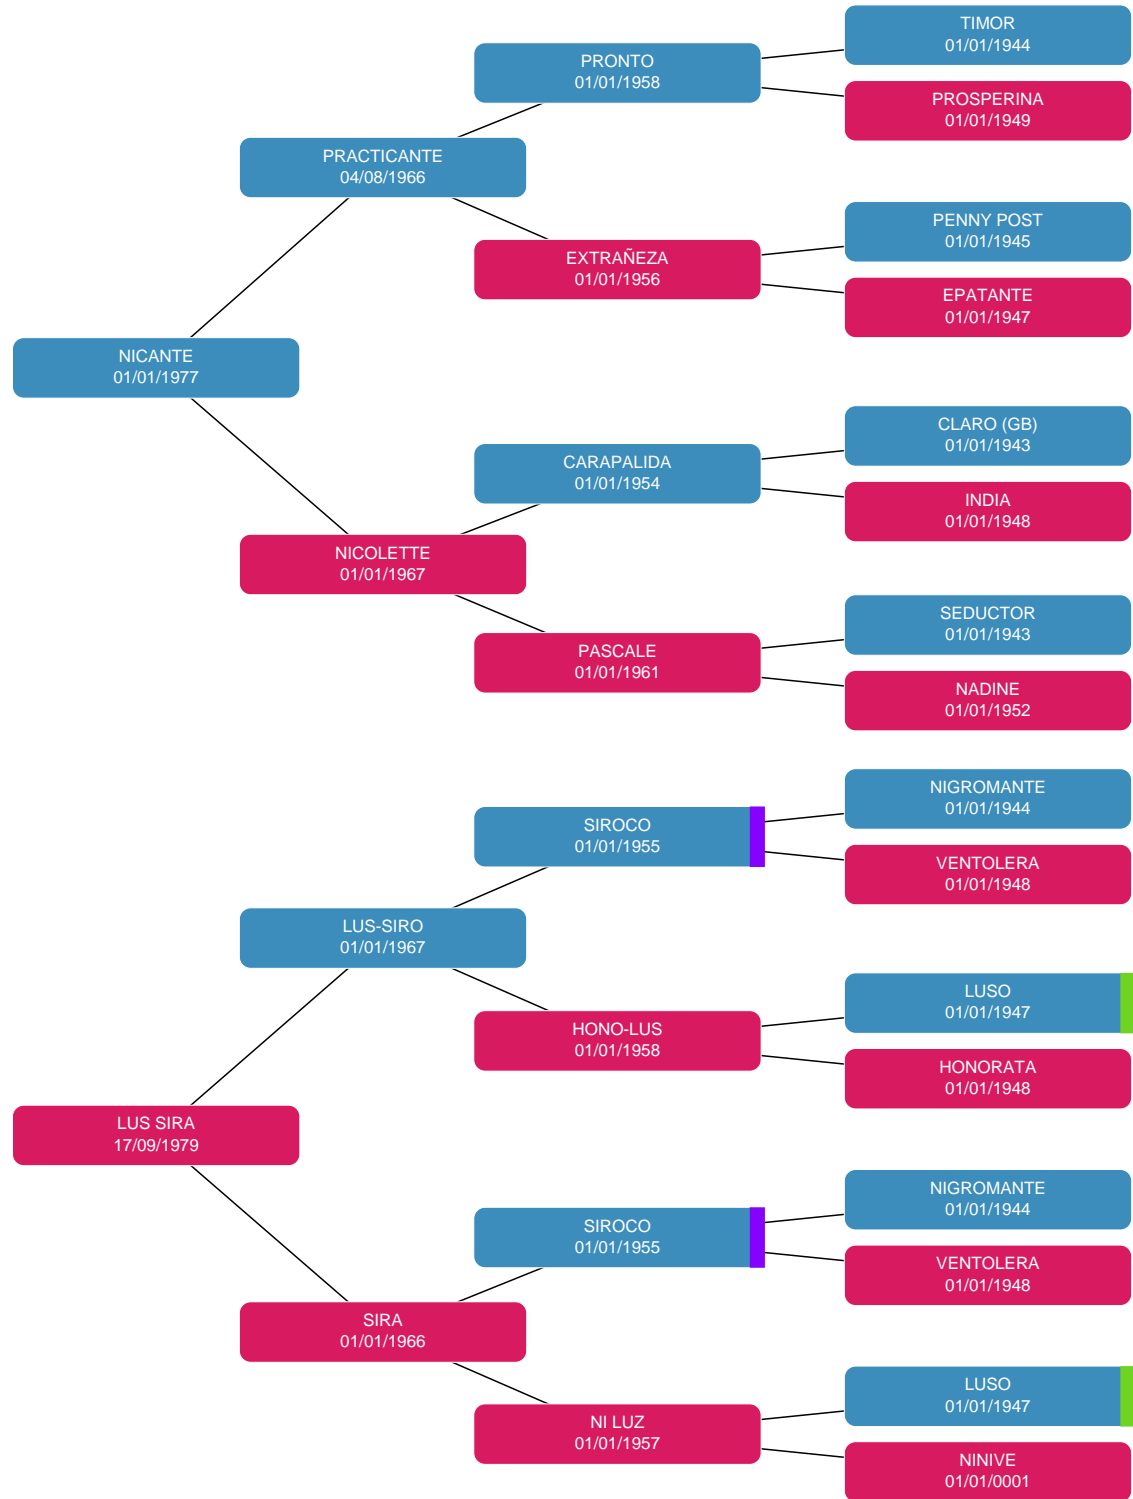 TIMOR
01/01/1944
PRONTO
01/01/1958
PROSPERINA
01/01/1949
PRACTICANTE
04/08/1966
PENNY POST
01/01/1945
EXTRAÑEZA
01/01/1956
EPATANTE
01/01/1947
NICANTE
01/01/1977
CLARO (GB)
01/01/1943
CARAPALIDA
01/01/1954
INDIA
01/01/1948
NICOLETTE
01/01/1967
SEDUCTOR
01/01/1943
PASCALE
01/01/1961
NADINE
01/01/1952
NIGROMANTE
01/01/1944
SIROCO
01/01/1955
VENTOLERA
01/01/1948
LUS-SIRO
01/01/1967
LUSO
01/01/1947
HONO-LUS
01/01/1958
HONORATA
01/01/1948
LUS SIRA
17/09/1979
NIGROMANTE
01/01/1944
SIROCO
01/01/1955
VENTOLERA
01/01/1948
SIRA
01/01/1966
LUSO
01/01/1947
NI LUZ
01/01/1957
NINIVE
01/01/0001